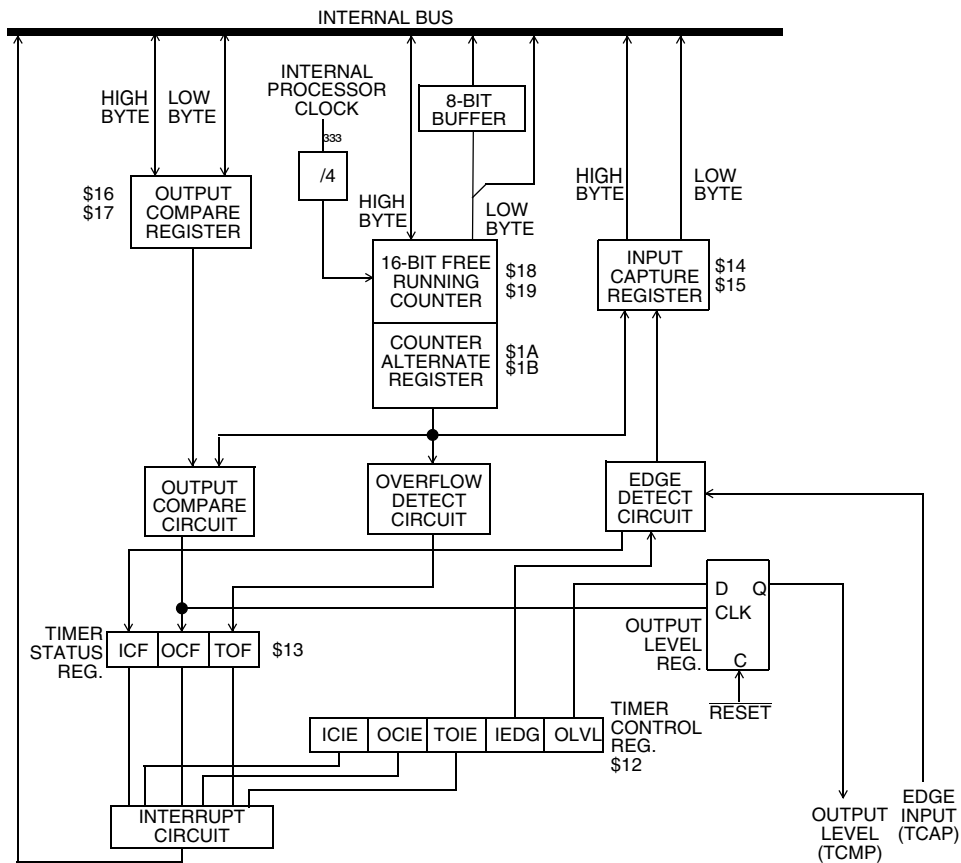 INTERNAL BUS
HIGH
BYTE
LOW
BYTE
INTERNAL
PROCESSOR
CLOCK
333
/4
8-BIT
BUFFER
HIGH
BYTE
LOW
BYTE
HIGH
BYTE
LOW
BYTE
$16
$17
OUTPUT
COMPARE
REGISTER
16-BIT FREE
RUNNING
COUNTER
$18
$19
COUNTER
ALTERNATE
REGISTER
$1A
$1B
INPUT
CAPTURE
REGISTER
$14
$15
OUTPUT
COMPARE
CIRCUIT
OVERFLOW
DETECT
CIRCUIT
EDGE
DETECT
CIRCUIT
D Q
CLK
C
OUTPUT
LEVEL
REG.
RESET
TIMER
STATUS
REG.
ICF OCF TOF
$13
ICIE OCIE TOIE IEDG OLVL
TIMER
CONTROL
REG.
$12
INTERRUPT
CIRCUIT
OUTPUT
LEVEL
(TCMP)
EDGE
INPUT
(TCAP)